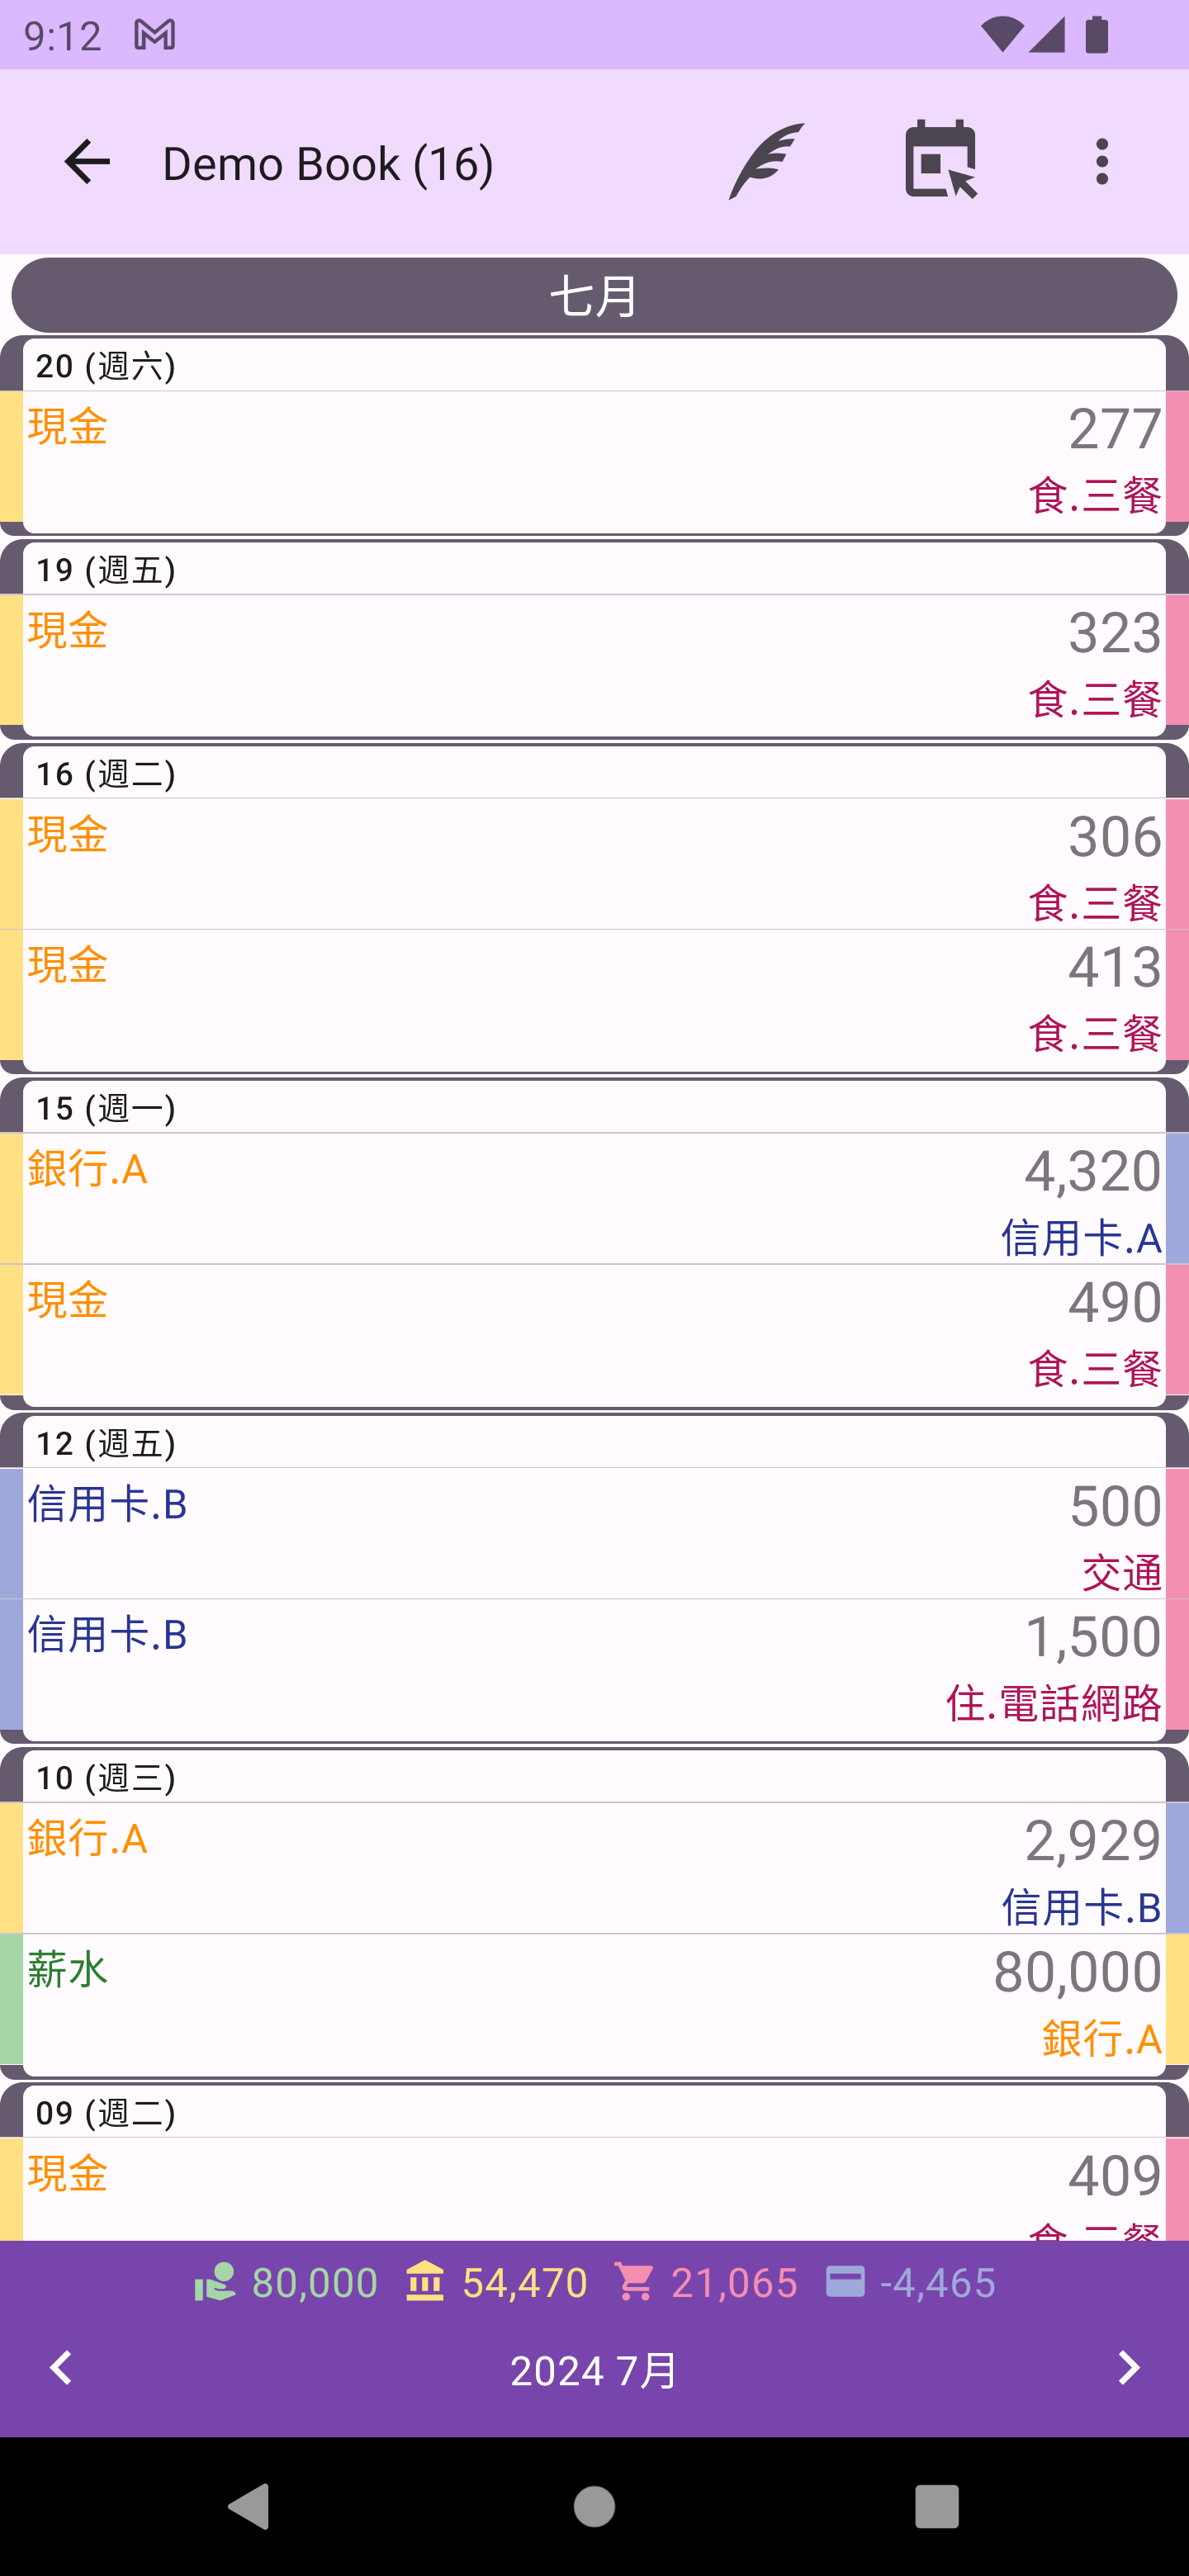 9:12
Demo Book (16)
七月
20 (週六)
現金
277
食.三餐
19 (週五)
現金
323
食.三餐
16 (週二)
現金
306
食.三餐
現金
413
食.三餐
15 (週一)
銀行.A
4,320
信用卡.A
現金
490
食.三餐
12 (週五)
信用卡.B
500
交通
信用卡.B
1,500
住.電話網路
10 (週三)
銀行.A
2,929
信用卡.B
薪水
80,000
銀行.A
09 (週二)
現金
409
80,000 54,470 21,065 -4,465
2024 7月